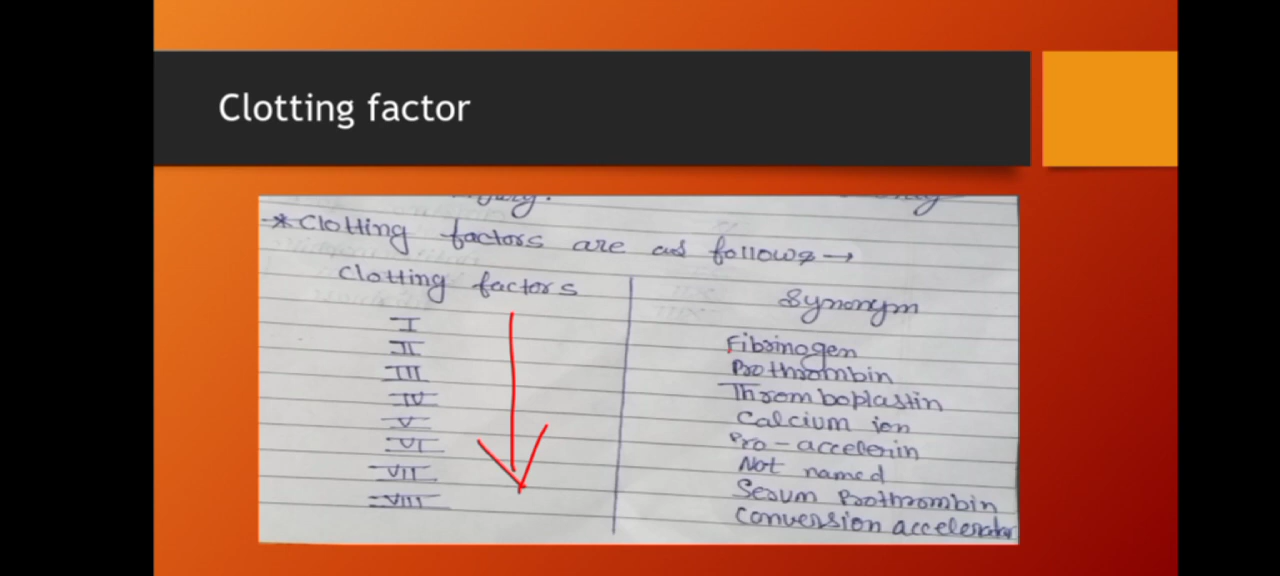 Clotting factor
* Clotting factors are as follows →
Clotting factors Synonym
I Fibrinogen
II Prothrombin
III Thromboplastin
IV Calcium ion
V Pro-accelerin
VI Not named
VII Serum Prothrombin
VIII Conversion accelerator